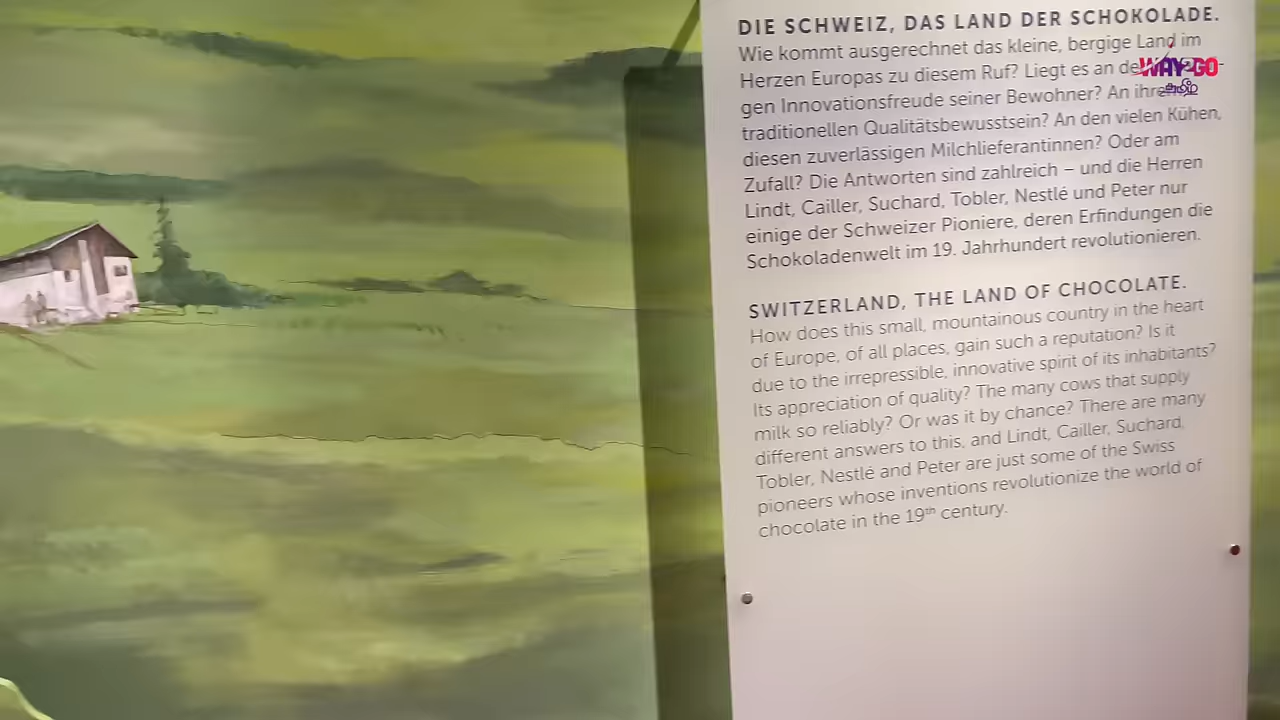 DIE SCHWEIZ, DAS LAND DER SCHOKOLADE.
Wie kommt ausgerechnet das kleine, bergige Land im
Herzen Europas zu diesem Ruf? Liegt es an
gen Innovationsfreude seiner Bewohner? An
traditionellen Qualitätsbewusstsein? An den vielen Kühen,
diesen zuverlässigen Milchlieferantinnen? Oder am
Zufall? Die Antworten sind zahlreich – und die Herren
Lindt, Cailler, Suchard, Tobler, Nestlé und Peter nur
einige der Schweizer Pioniere, deren Erfindungen die
Schokoladenwelt im 19. Jahrhundert revolutionieren.
SWITZERLAND, THE LAND OF CHOCOLATE.
How does this small, mountainous country in the heart
of Europe, of all places, gain such a reputation? Is it
due to the irrepressible, innovative spirit of its inhabitants?
Its appreciation of quality? The many cows that supply
milk so reliably? Or was it by chance? There are many
different answers to this, and Lindt, Cailler, Suchard,
Tobler, Nestlé and Peter are just some of the Swiss
pioneers whose inventions revolutionize the world of
chocolate in the 19th century.
WAY2GO
தமிழ்